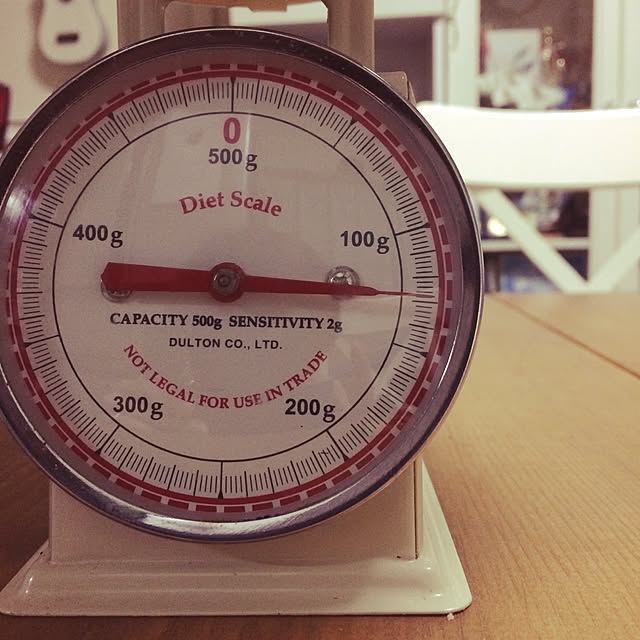 0
500g
Diet Scale
400g
100g
CAPACITY 500g SENSITIVITY 2g
DULTON CO., LTD.
NOT LEGAL FOR USE IN TRADE
300g
200g